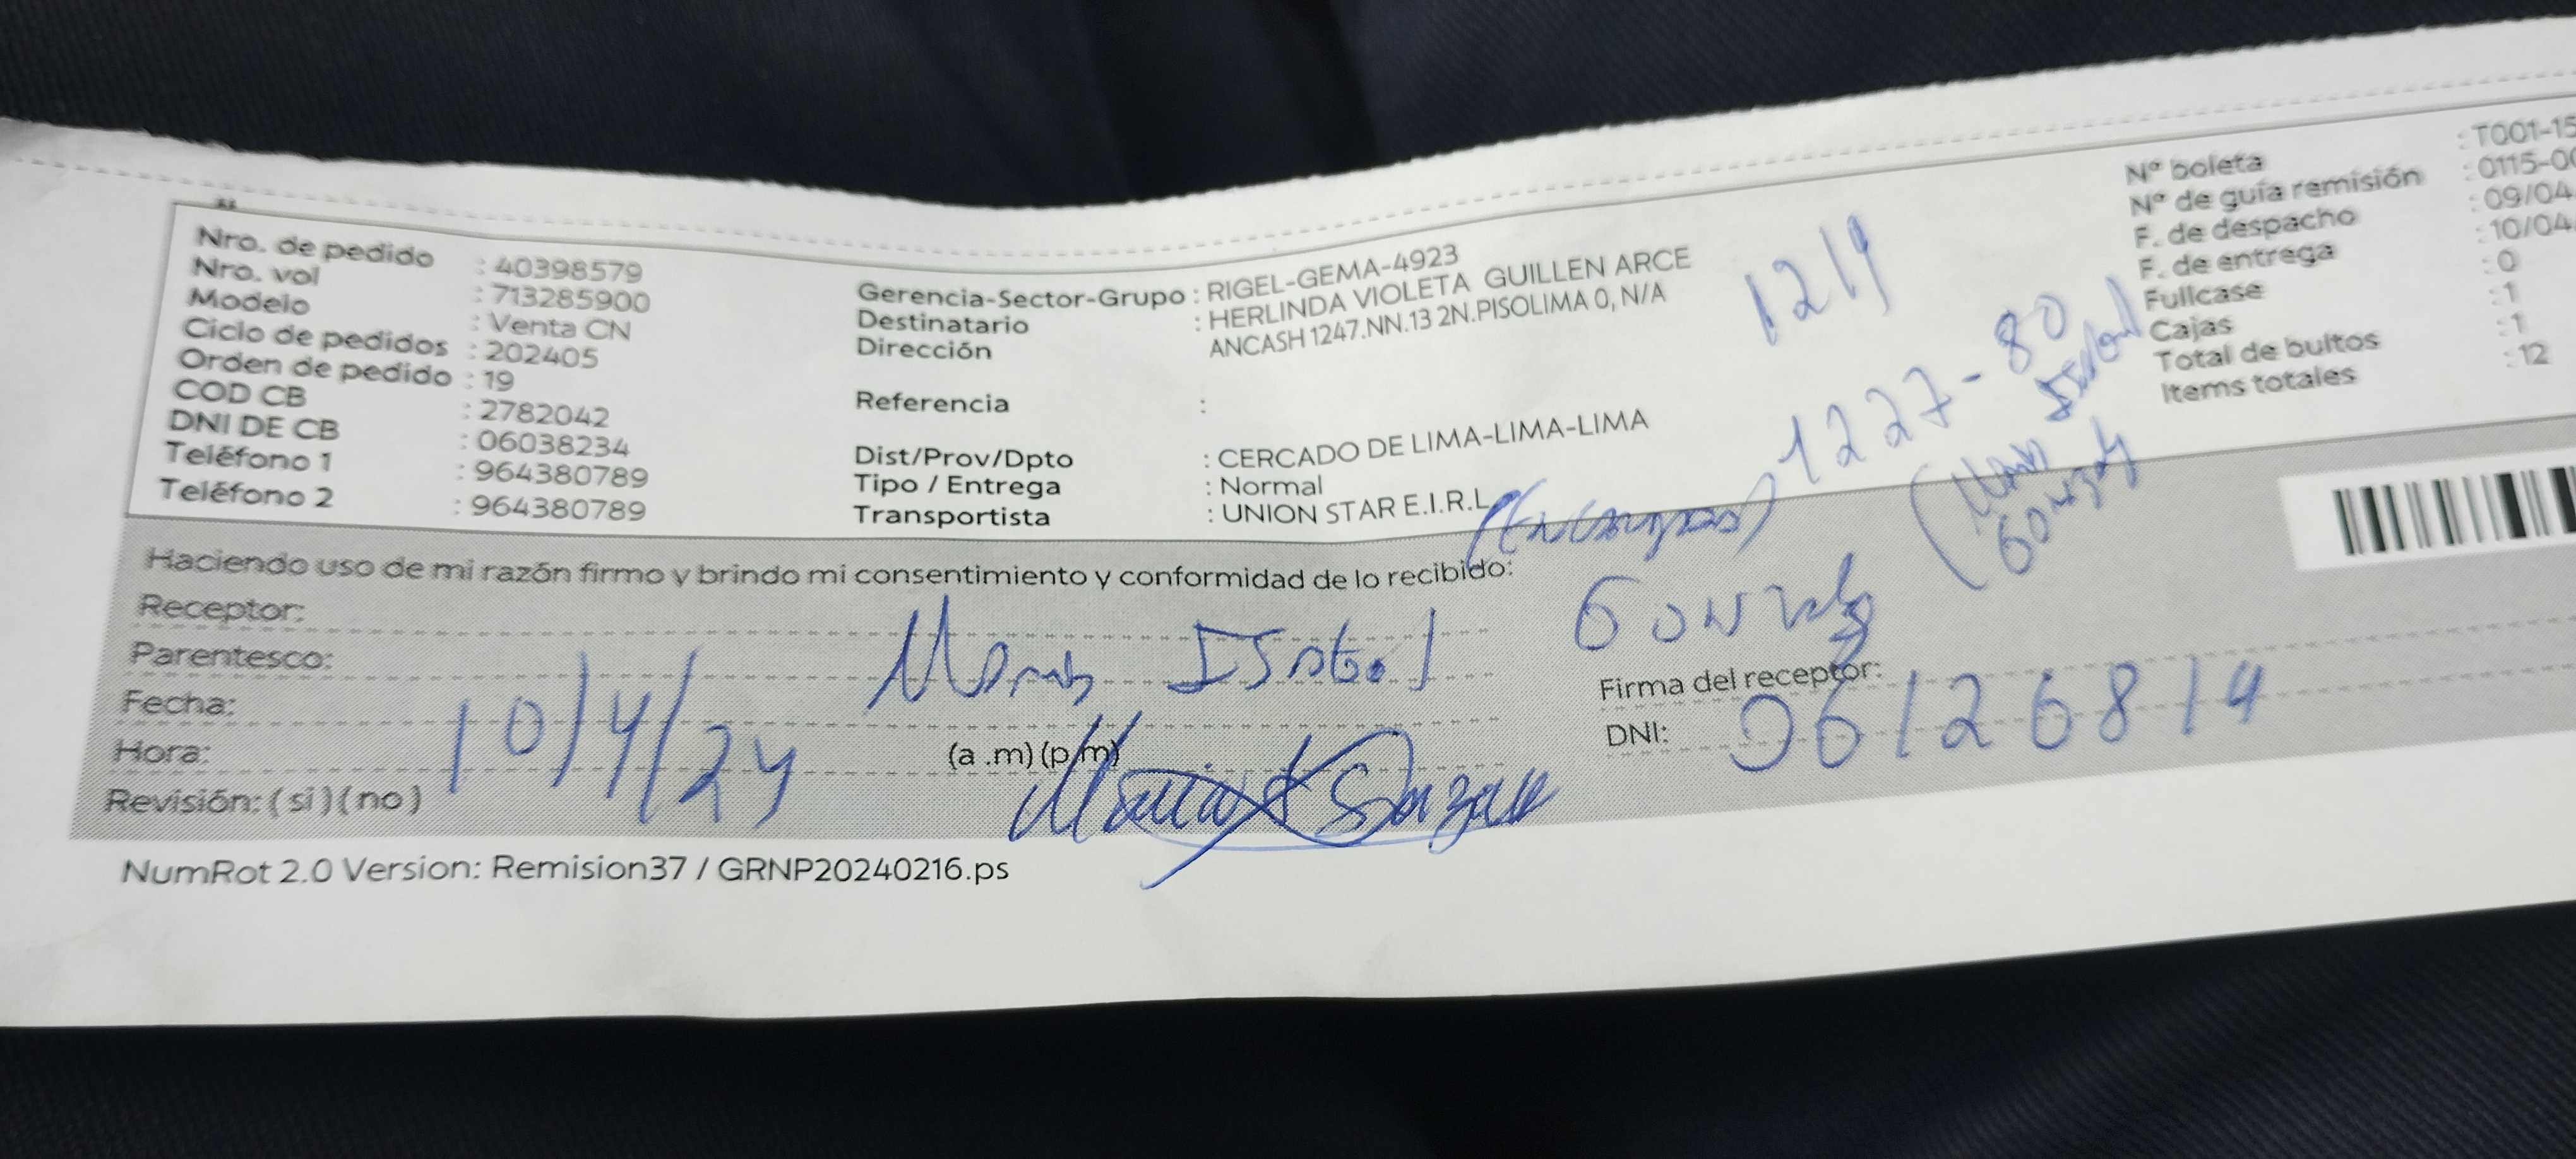 Nro. de pedido : 40398579
Nro. vol : 713285900
Modelo : Venta CN
Ciclo de pedidos : 202405
Orden de pedido : 19
COD CB : 2782042
DNI DE CB : 06038234
Teléfono 1 : 964380789
Teléfono 2 : 964380789
Gerencia-Sector-Grupo : RIGEL-GEMA-4923
Destinatario : HERLINDA VIOLETA GUILLEN ARCE
Dirección : ANCASH 1247.NN.13 2N.PISOLIMA 0, N/A
Referencia :
Dist/Prov/Dpto : CERCADO DE LIMA-LIMA-LIMA
Tipo / Entrega : Normal
Transportista : UNION STAR E.I.R.L
Nº boleta : T001-15
Nº de guía remisión : 0115-00
F. de despacho : 09/04
F. de entrega : 10/04
Fullcase : 0
Cajas : 1
Total de bultos : 1
Items totales : 12
1227-80
Haciendo uso de mi razón firmo y brindo mi consentimiento y conformidad de lo recibido:
Receptor:
Parentesco:
Fecha:
Hora: (a .m) (p.m)
Revisión: ( si ) ( no )
10/4/24
Maria Isabel Gonzales
Firma del receptor:
DNI: 06126814
NumRot 2.0 Version: Remision37 / GRNP20240216.ps